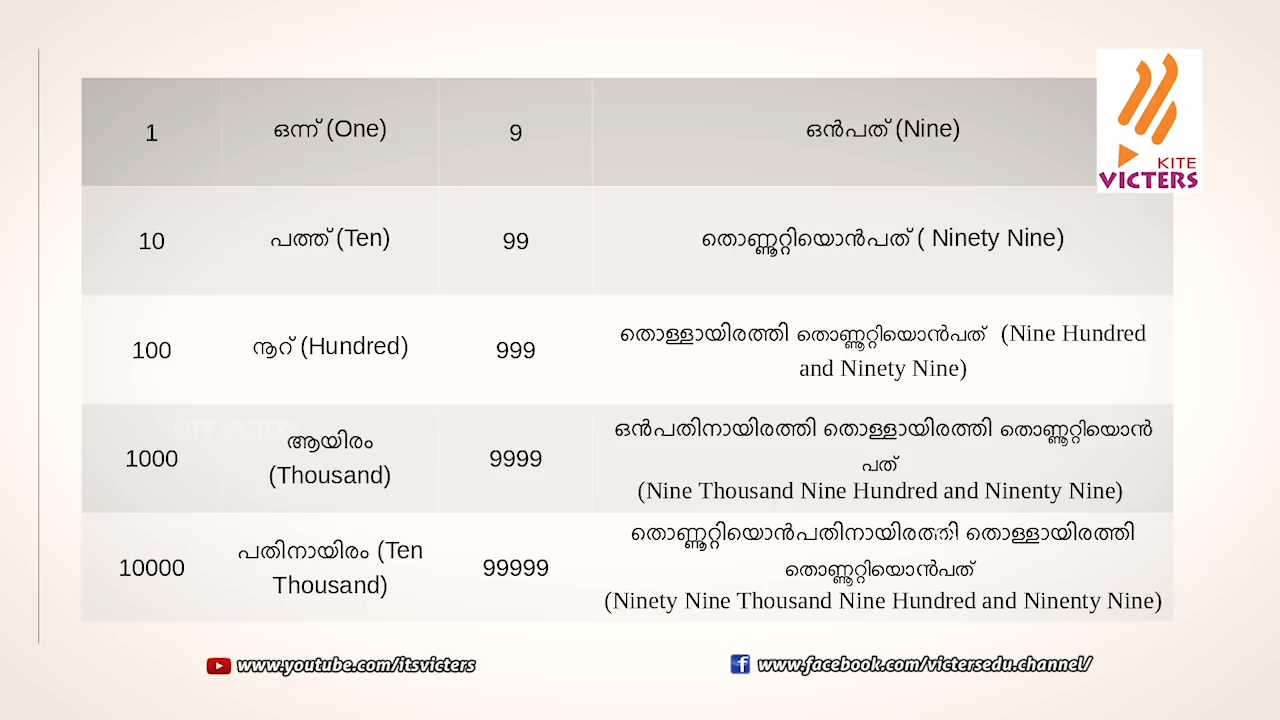 1 ഒന്ന് (One) 9 ഒൻപത് (Nine)
KITE
VICTERS
10 പത്ത് (Ten) 99 തൊണ്ണൂറ്റിയൊൻപത് ( Ninety Nine)
100 നൂറ് (Hundred) 999 തൊള്ളായിരത്തി തൊണ്ണൂറ്റിയൊൻപത് (Nine Hundred
and Ninety Nine)
KITE VICTERS
1000 ആയിരം
(Thousand)
9999 ഒൻപതിനായിരത്തി തൊള്ളായിരത്തി തൊണ്ണൂറ്റിയൊൻ
പത്
(Nine Thousand Nine Hundred and Ninenty Nine)
10000 പതിനായിരം (Ten
Thousand)
99999 തൊണ്ണൂറ്റിയൊൻപതിനായിരത്തി തൊള്ളായിരത്തി
തൊണ്ണൂറ്റിയൊൻപത്
(Ninety Nine Thousand Nine Hundred and Ninenty Nine)
www.youtube.com/itsvicters
www.facebook.com/victersedu.channel/